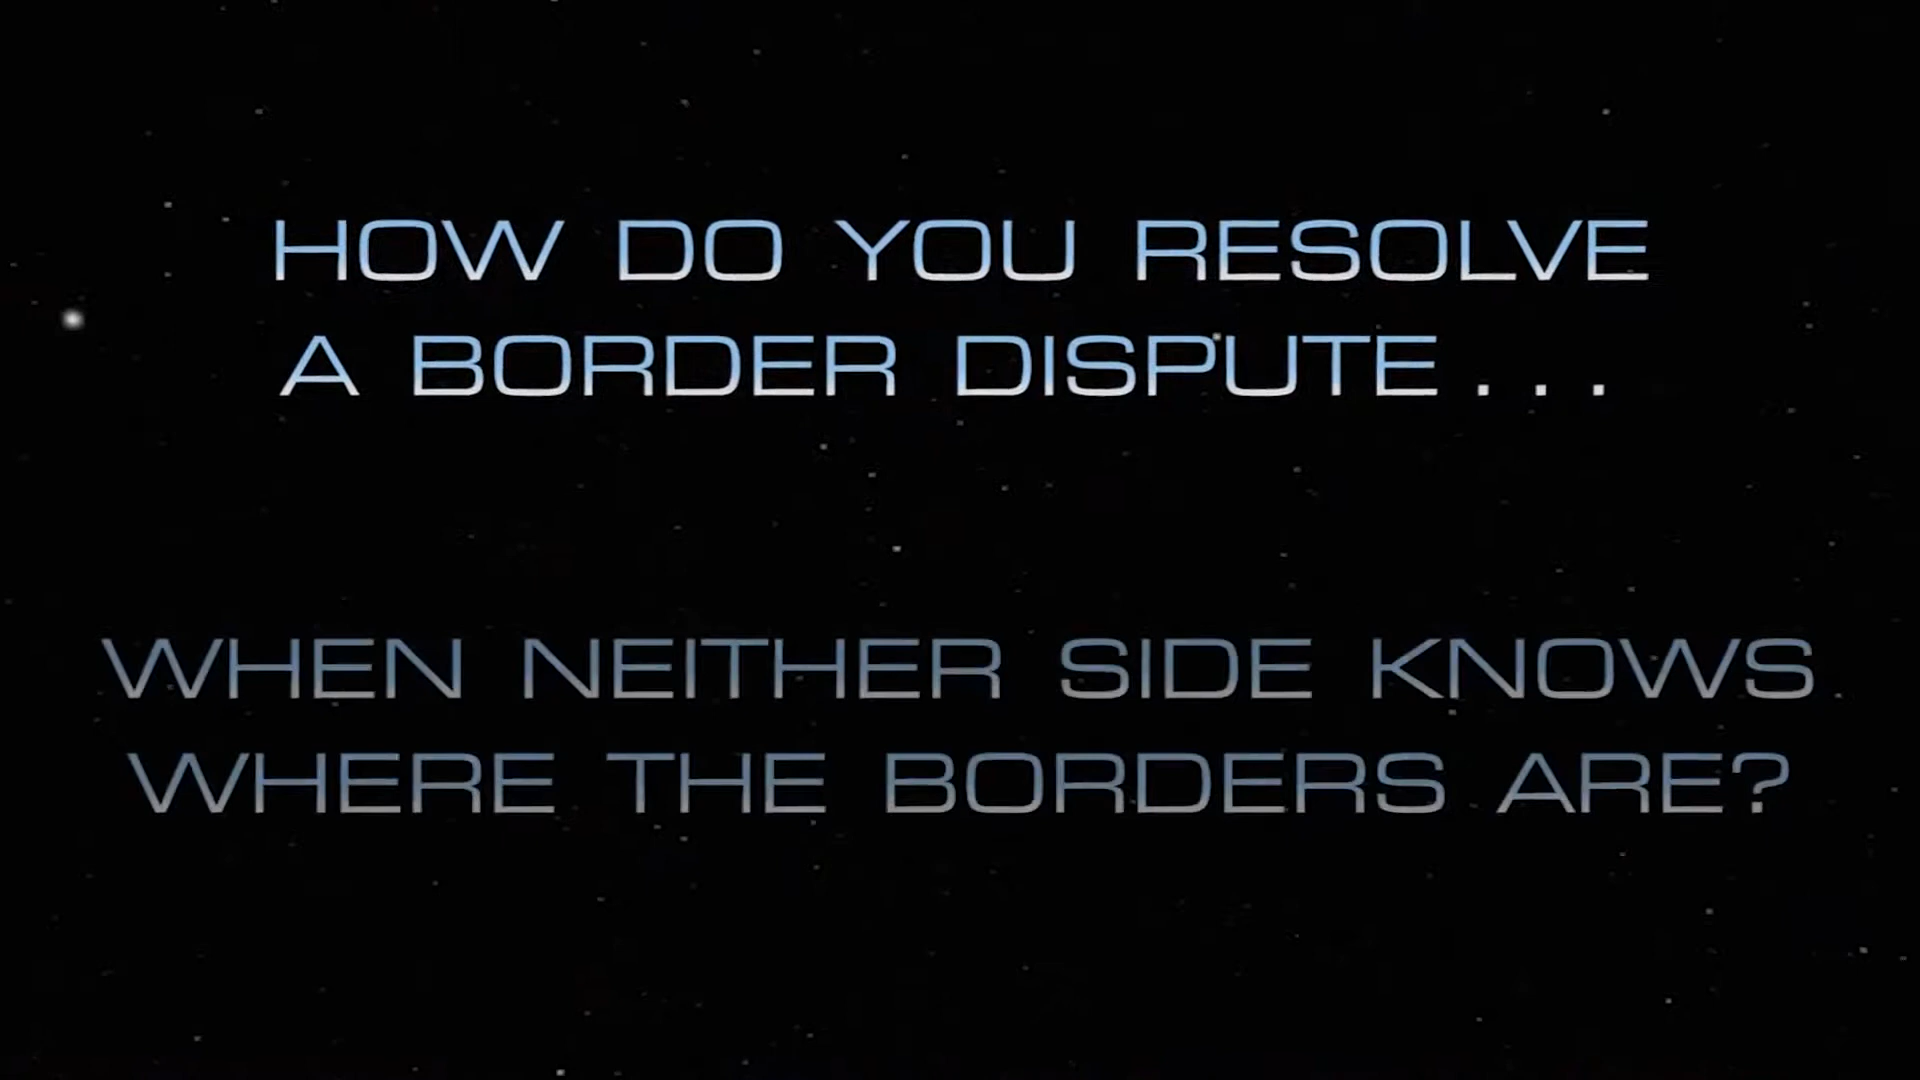 HOW DO YOU RESOLVE
A BORDER DISPUTE . . .
WHEN NEITHER SIDE KNOWS
WHERE THE BORDERS ARE?